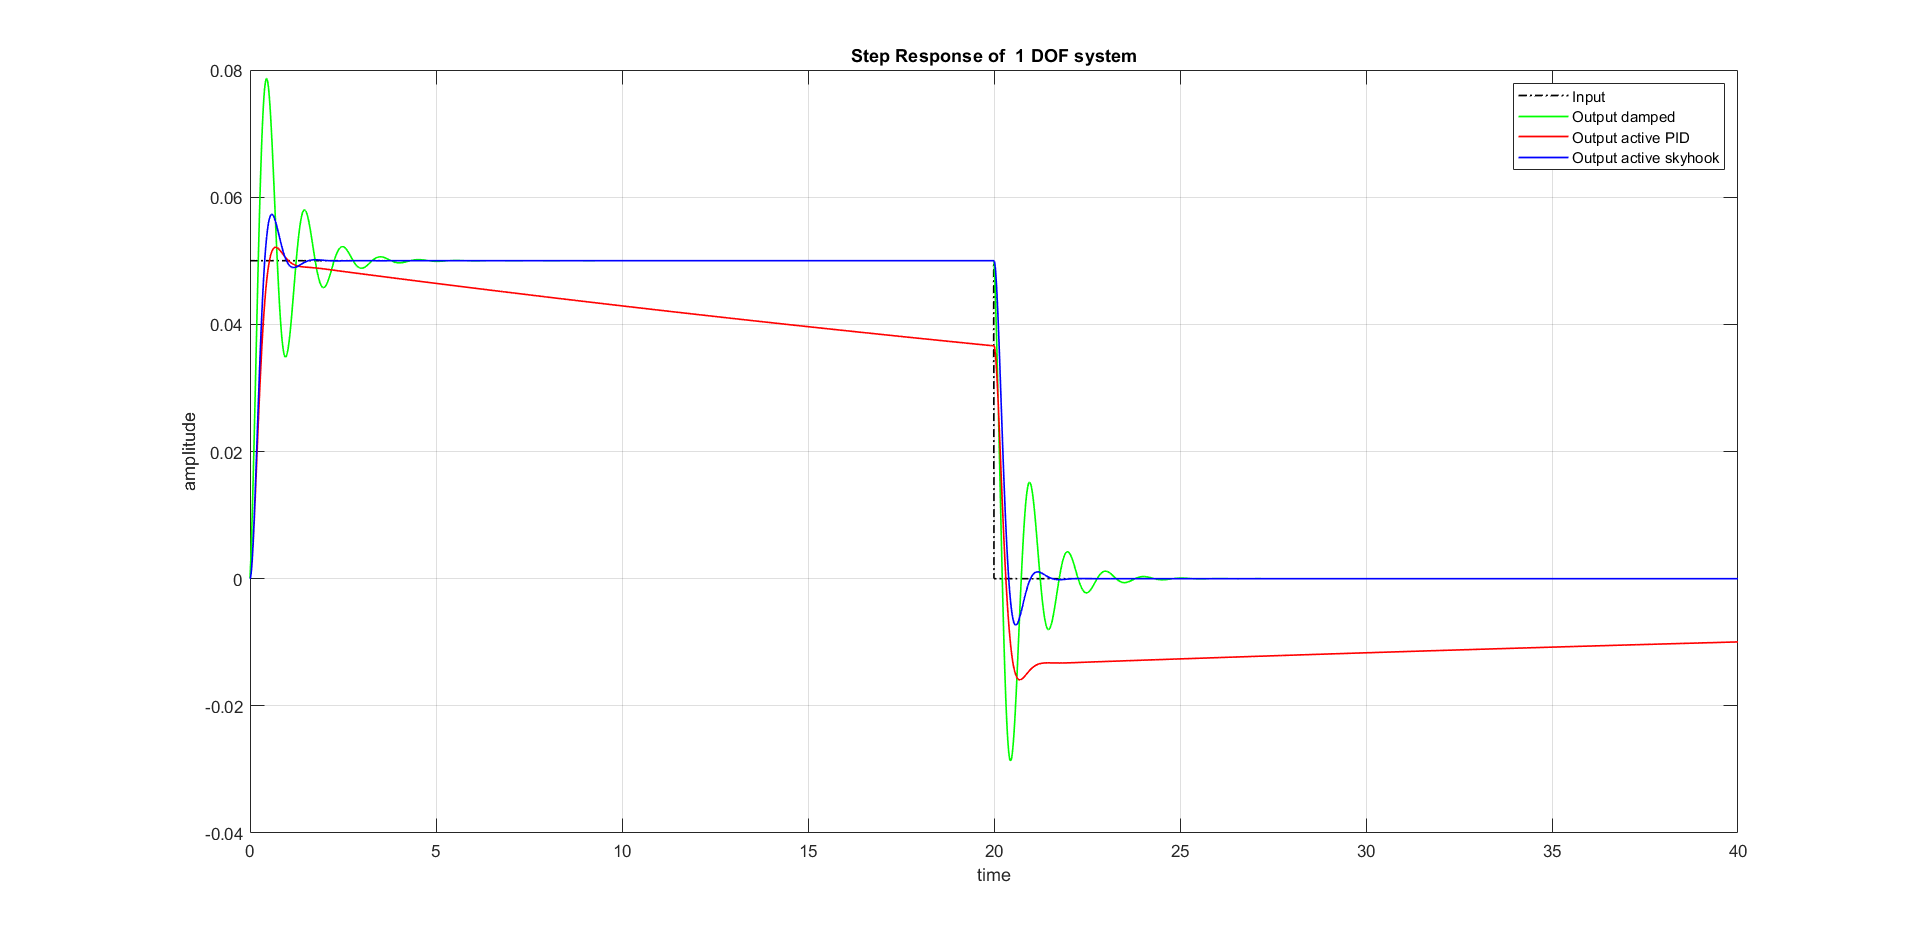 Step Response of  1 DOF system
Input
Output damped
Output active PID
Output active skyhook
0.08
0.06
0.04
0.02
0
-0.02
-0.04
amplitude
0 5 10 15 20 25 30 35 40
time